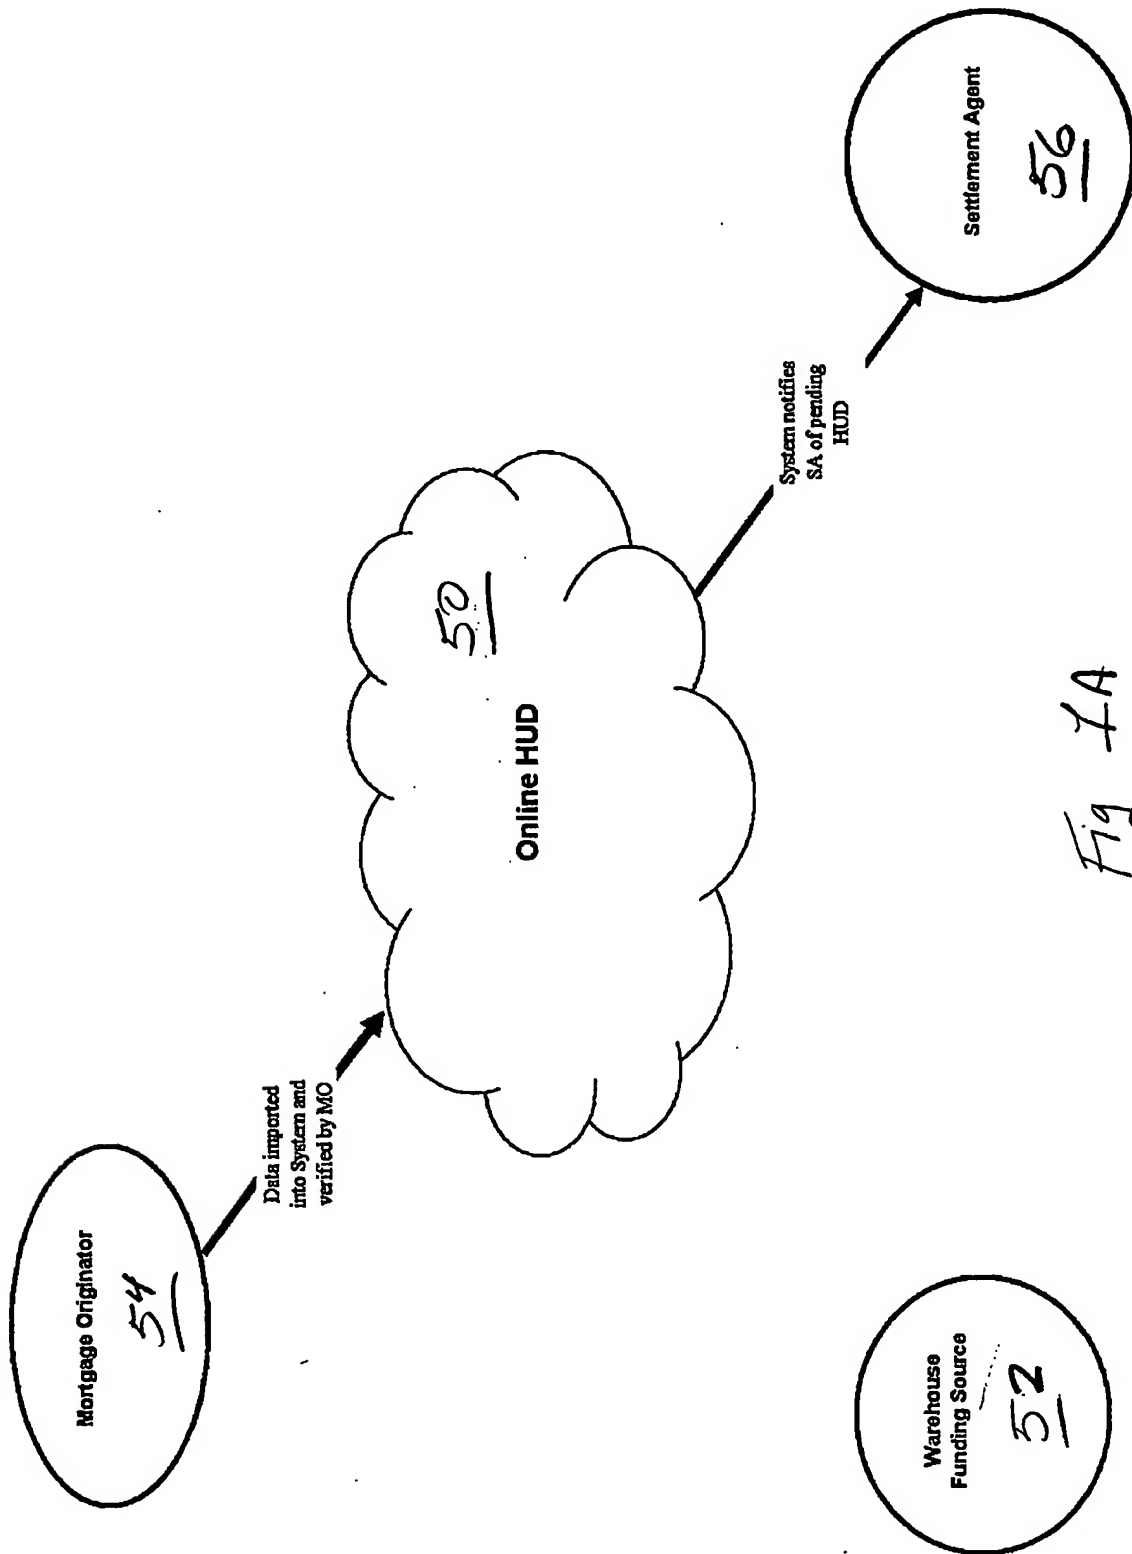 Mortgage Originator
54
Data imported
into System and
verified by MO
Online HUD
50
System notifies
SA of pending
HUD
Settlement Agent
56
Warehouse
Funding Source
52
Fig 1A